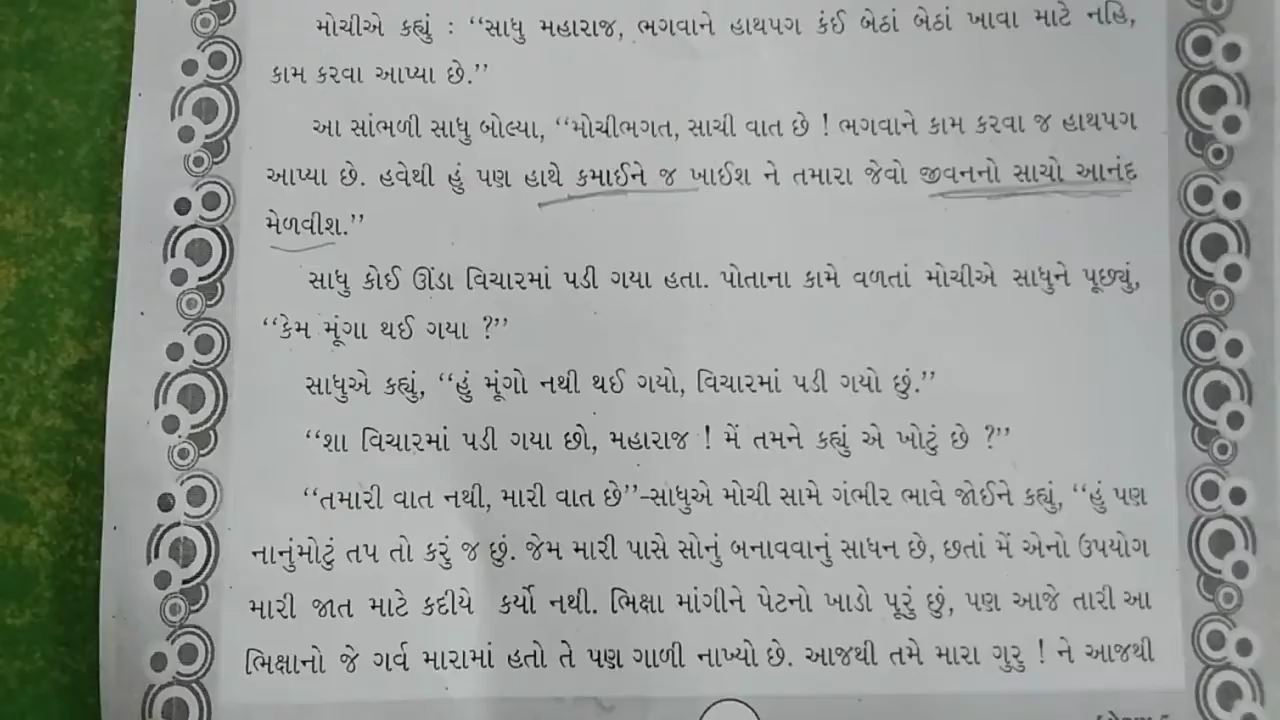 મોચીએ કહ્યું : “સાધુ મહારાજ, ભગવાને હાથપગ કંઈ બેઠાં બેઠાં ખાવા માટે નહિ,
કામ કરવા આપ્યા છે.”
આ સાંભળી સાધુ બોલ્યા, “મોચીભગત, સાચી વાત છે ! ભગવાને કામ કરવા જ હાથપગ
આપ્યા છે. હવેથી હું પણ હાથે કમાઈને જ ખાઈશ ને તમારા જેવો જીવનનો સાચો આનંદ
મેળવીશ.”
સાધુ કોઈ ઊંડા વિચારમાં પડી ગયા હતા. પોતાના કામે વળતાં મોચીએ સાધુને પૂછ્યું,
“કેમ મૂંગા થઈ ગયા ?”
સાધુએ કહ્યું, “હું મૂંગો નથી થઈ ગયો, વિચારમાં પડી ગયો છું.”
“શા વિચારમાં પડી ગયા છો, મહારાજ ! મેં તમને કહ્યું એ ખોટું છે ?”
“તમારી વાત નથી, મારી વાત છે”-સાધુએ મોચી સામે ગંભીર ભાવે જોઈને કહ્યું, “હું પણ
નાનુંમોટું તપ તો કરું જ છું. જેમ મારી પાસે સોનું બનાવવાનું સાધન છે, છતાં મેં એનો ઉપયોગ
મારી જાત માટે કદીયે કર્યો નથી. ભિક્ષા માંગીને પેટનો ખાડો પૂરું છું, પણ આજે તારી આ
ભિક્ષાનો જે ગર્વ મારામાં હતો તે પણ ગાળી નાખ્યો છે. આજથી તમે મારા ગુરુ ! ને આજથી